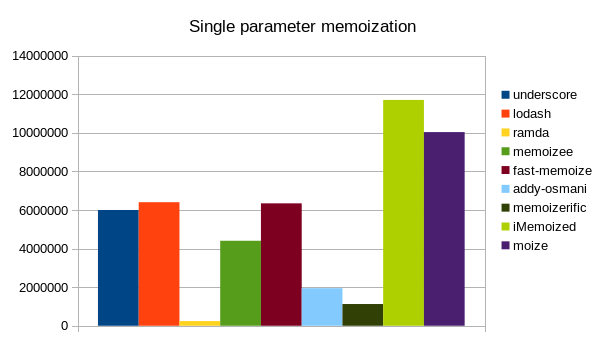 Single parameter memoization
14000000
12000000
10000000
8000000
6000000
4000000
2000000
0
underscore
lodash
ramda
memoizee
fast-memoize
addy-osmani
memoizerific
iMemoized
moize